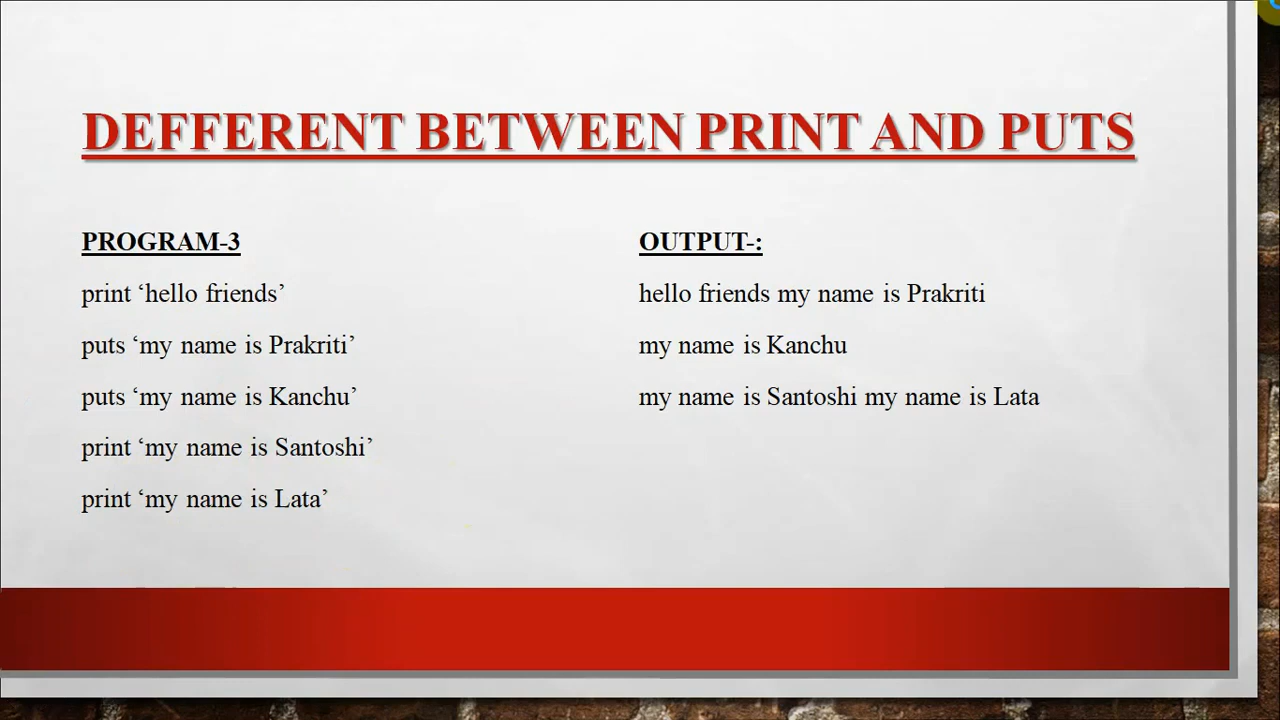 DEFFERENT BETWEEN PRINT AND PUTS
PROGRAM-3
print ‘hello friends’
puts ‘my name is Prakriti’
puts ‘my name is Kanchu’
print ‘my name is Santoshi’
print ‘my name is Lata’
OUTPUT-:
hello friends my name is Prakriti
my name is Kanchu
my name is Santoshi my name is Lata